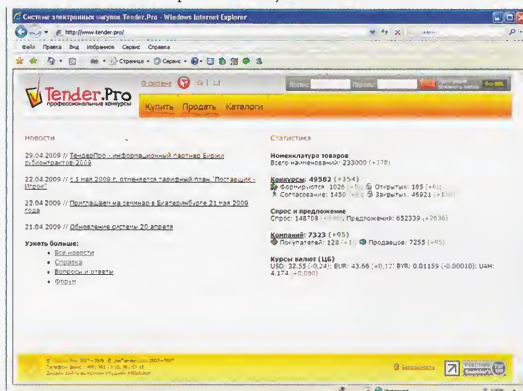 Система электронных закупок Tender.Pro - Windows Internet Explorer
http://www.tender.pro/
Файл Правка Вид Избранное Сервис Справка
Страница Сервис
О системе
Tender.Pro
профессиональные конкурсы
Купить Продать Каталоги
Новости
29.04.2009 // ТендерПро - информационный партнер Биржи субконтрактов-2009
22.04.2009 // с 1 мая 2009 г. отменяется тарифный план "Поставщик - Игрок"
22.04.2009 // Приглашаем на семинар в Екатеринбурге 21 мая 2009 года
21.04.2009 // Обновление системы 20 апреля
Узнать больше:
Все новости
Справка
Вопросы и ответы
Форум
Статистика
Номенклатура товаров
Всего наименований: 233000 (+378)
Конкурсы: 49582 (+154)
Формируются: 1026 Открытых: 185
Согласование: 1450 Закрытых: 46921
Спрос и предложение
Спрос: 148708 Предложения: 652339 (+2636)
Компаний: 7323 (+95)
Покупателей: 128 Продавцов: 7255 (+95)
Курсы валют (ЦБ)
USD: 32.55 (-0,24); EUR: 43.66 (+0,17) BYR: 0.01159 (-0.00010); UAH: 4.174
Безопасность